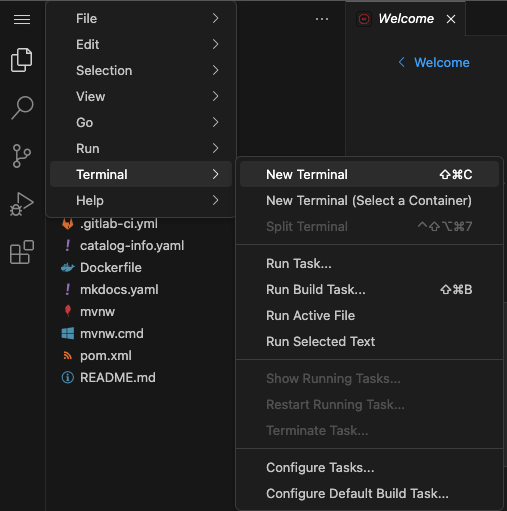 File
Edit
Selection
View
Go
Run
Terminal
Help
.gitlab-ci.yml
catalog-info.yaml
Dockerfile
mkdocs.yaml
mvnw
mvnw.cmd
pom.xml
README.md
Welcome
Welcome
New Terminal ⇧⌘C
New Terminal (Select a Container)
Split Terminal ^⇧⌥⌘7
Run Task...
Run Build Task... ⇧⌘B
Run Active File
Run Selected Text
Show Running Tasks...
Restart Running Task...
Terminate Task...
Configure Tasks...
Configure Default Build Task...